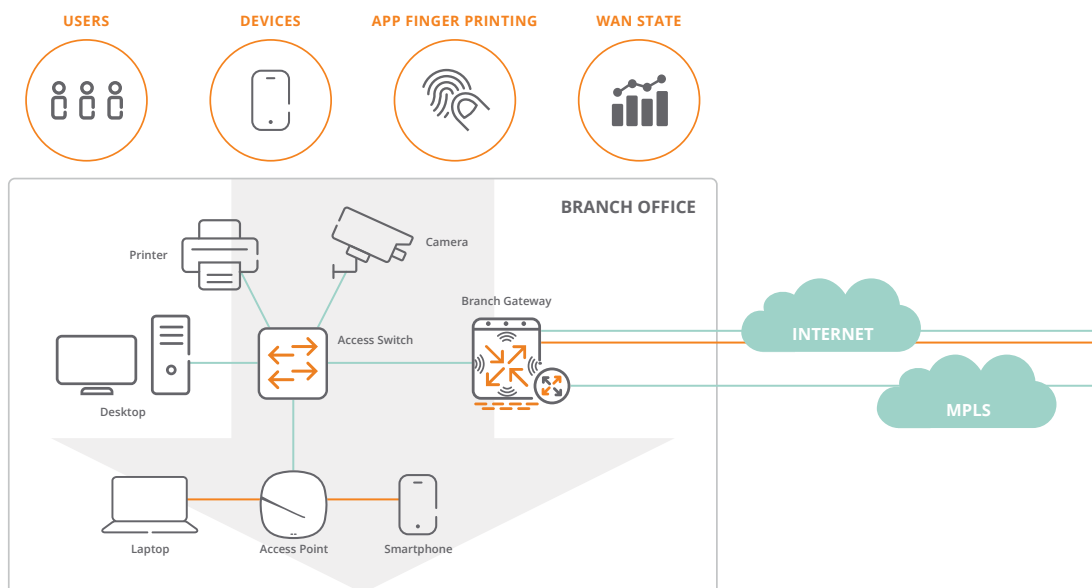 USERS
DEVICES
APP FINGER PRINTING
WAN STATE
BRANCH OFFICE
Printer
Camera
Branch Gateway
Access Switch
INTERNET
Desktop
MPLS
Laptop
Access Point
Smartphone